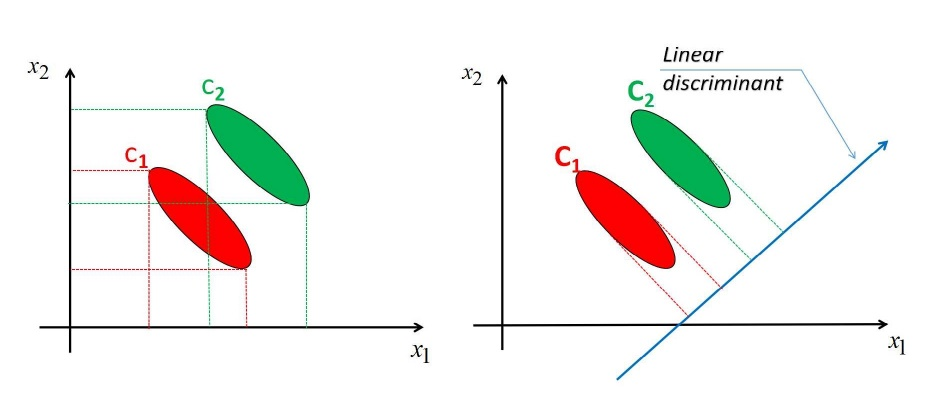 x₂
C₂
C₁
x₁
Linear
discriminant
x₂
C₂
C₁
x₁